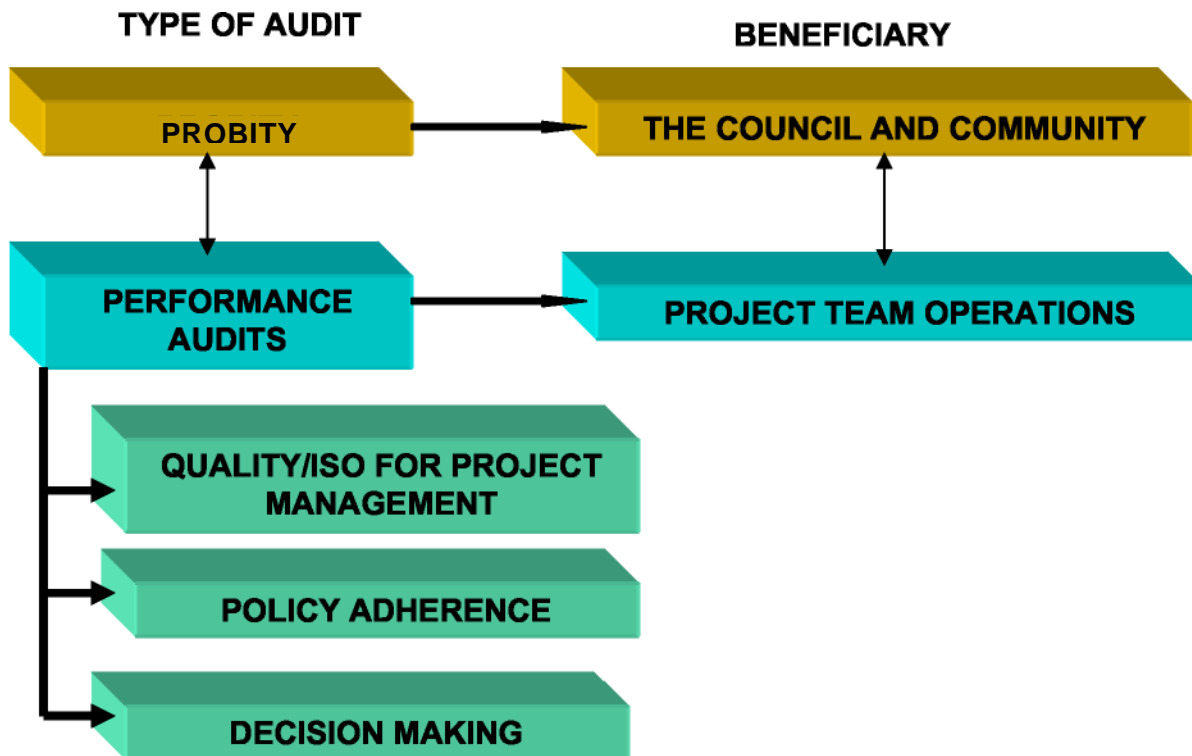 TYPE OF AUDIT
BENEFICIARY
PROBITY
THE COUNCIL AND COMMUNITY
PERFORMANCE
AUDITS
PROJECT TEAM OPERATIONS
QUALITY/ISO FOR PROJECT
MANAGEMENT
POLICY ADHERENCE
DECISION MAKING